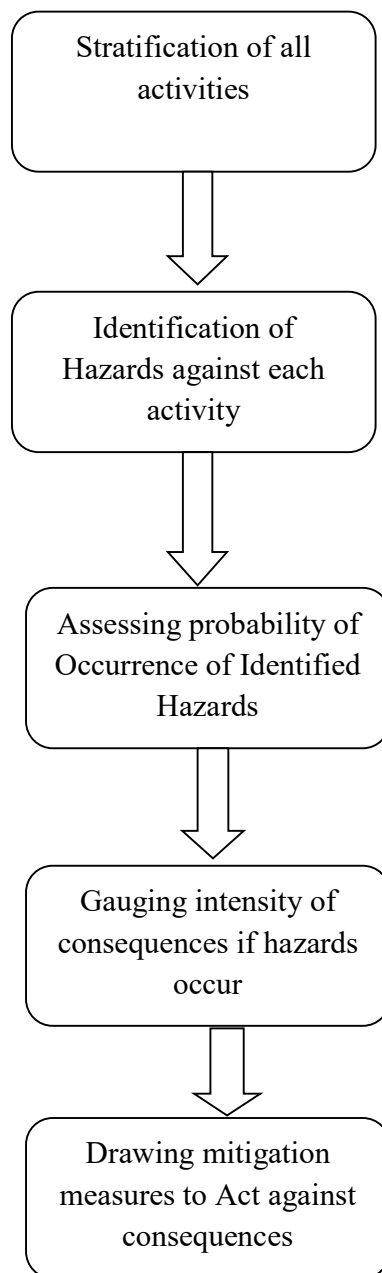 Stratification of all
activities
Identification of
Hazards against each
activity
Assessing probability of
Occurrence of Identified
Hazards
Gauging intensity of
consequences if hazards
occur
Drawing mitigation
measures to Act against
consequences